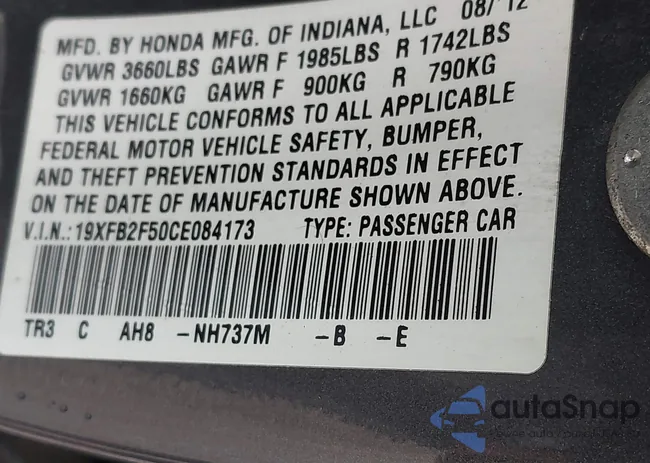 MFD. BY HONDA MFG. OF INDIANA, LLC 08/12
GVWR 3660LBS GAWR F 1985LBS R 1742LBS
GVWR 1660KG GAWR F 900KG R 790KG
THIS VEHICLE CONFORMS TO ALL APPLICABLE
FEDERAL MOTOR VEHICLE SAFETY, BUMPER,
AND THEFT PREVENTION STANDARDS IN EFFECT
ON THE DATE OF MANUFACTURE SHOWN ABOVE.
V.I.N.:19XFB2F50CE084173 TYPE: PASSENGER CAR
TR3 C AH8 -NH737M -B -E
autaSnap